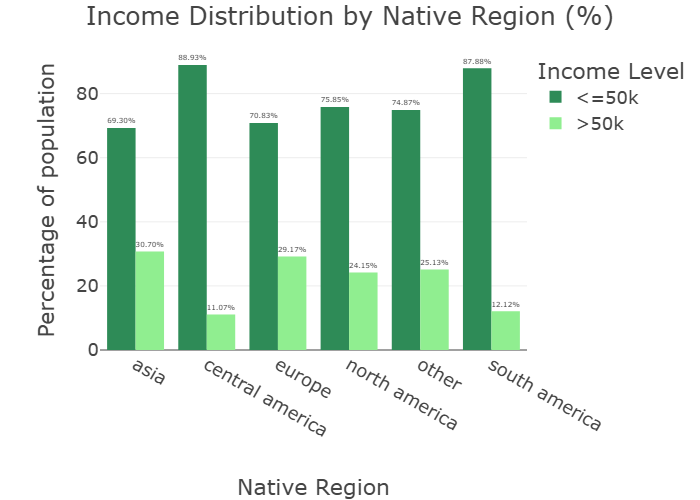 Income Distribution by Native Region (%)
Income Level
<=50k
>50k
Percentage of population
80
60
40
20
0
69.30%
30.70%
88.93%
11.07%
70.83%
29.17%
75.85%
24.15%
74.87%
25.13%
87.88%
12.12%
asia
central america
europe
north america
other
south america
Native Region